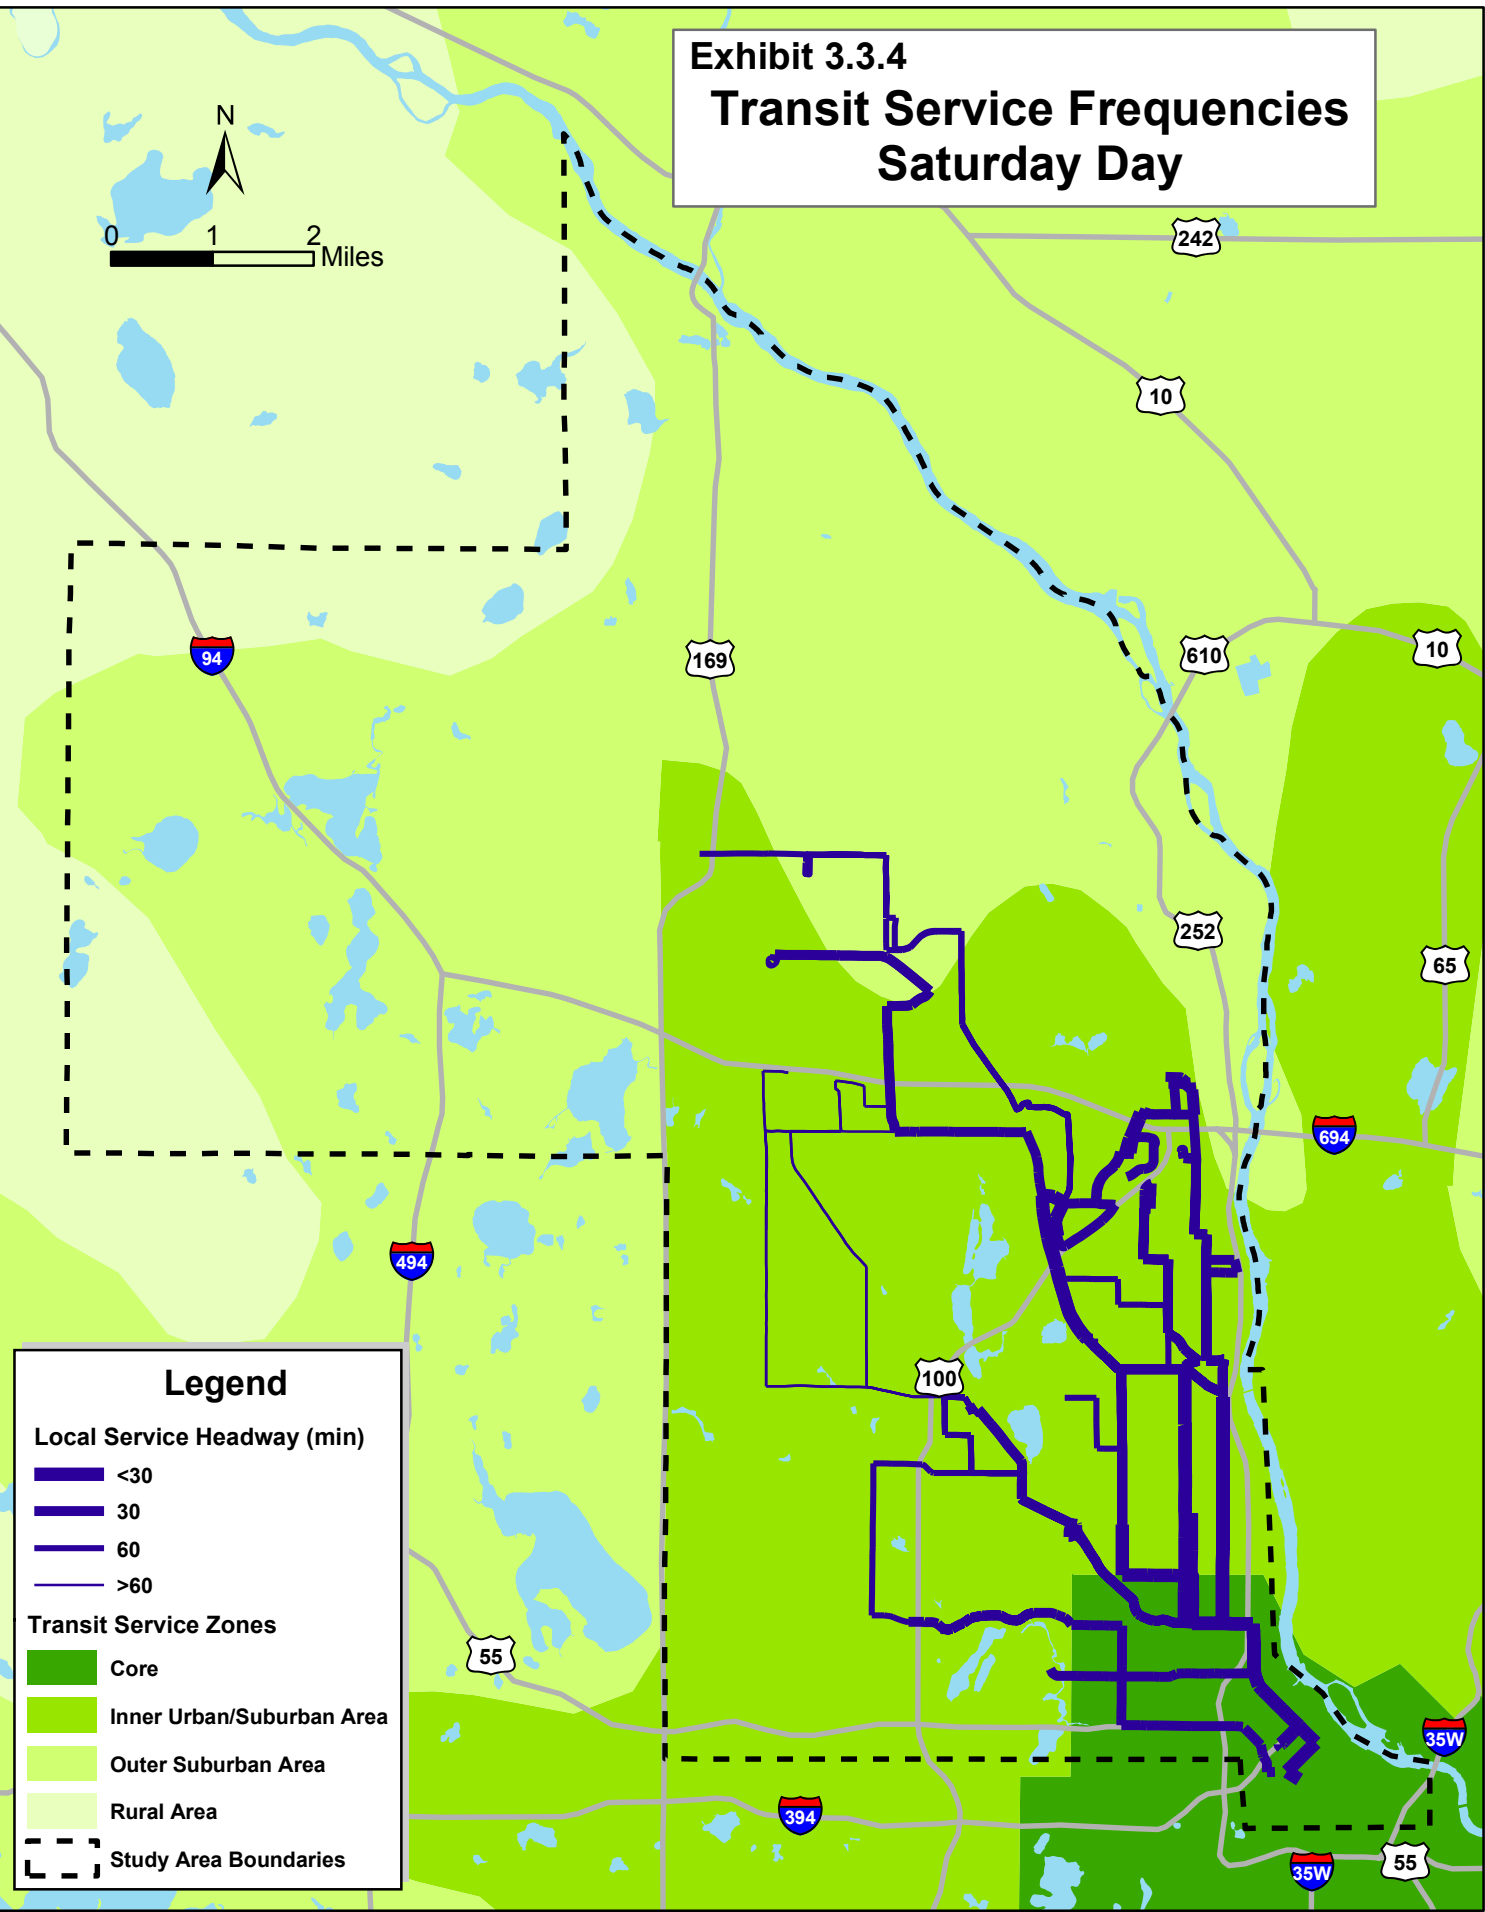 Exhibit 3.3.4
Transit Service Frequencies
Saturday Day
N
0 1 2
Miles
242
10
94
169
610
10
252
65
694
494
100
55
35W
394
35W
55
Legend
Local Service Headway (min)
<30
30
60
>60
Transit Service Zones
Core
Inner Urban/Suburban Area
Outer Suburban Area
Rural Area
Study Area Boundaries